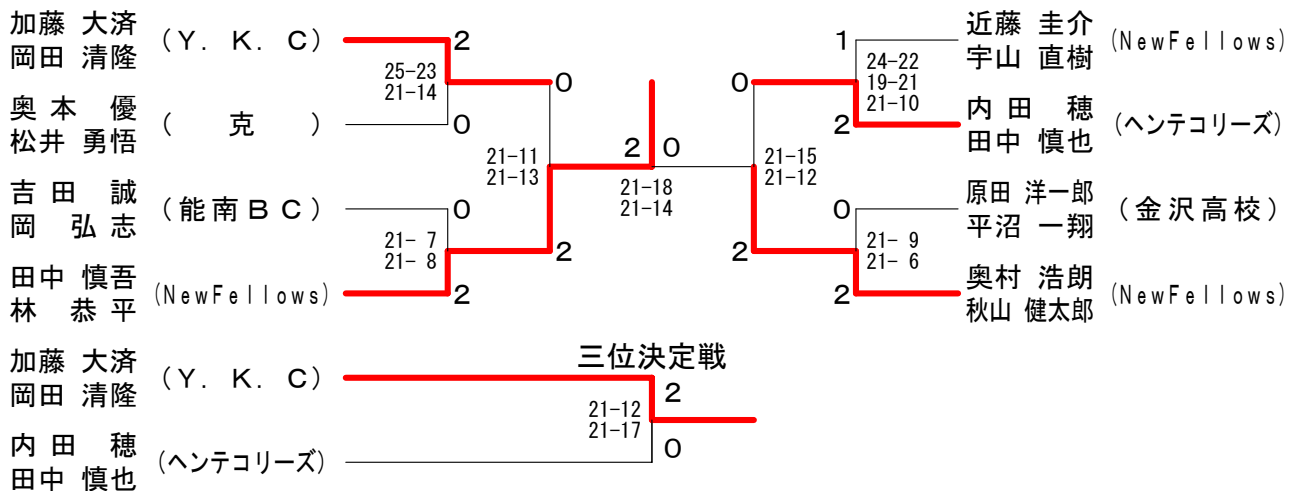 加藤 大済
岡田 清隆
(Ｙ．Ｋ．Ｃ)
2
25-23
21-14
0
奥本 優
松井 勇悟
(克)
0
21-11
21-13
吉田 誠
岡 弘志
(能南ＢＣ)
0
21- 7
21- 8
2
田中 慎吾
林 恭平
(NewFellows)
2
2 0
21-18
21-14
近藤 圭介
宇山 直樹
(NewFellows)
1
0
24-22
19-21
21-10
内田 穂
田中 慎也
(ヘンテコリーズ)
2
21-15
21-12
原田 洋一郎
平沼 一翔
(金沢高校)
0
2
21- 9
21- 6
奥村 浩朗
秋山 健太郎
(NewFellows)
2
三位決定戦
加藤 大済
岡田 清隆
(Ｙ．Ｋ．Ｃ)
2
21-12
21-17
内田 穂
田中 慎也
(ヘンテコリーズ)
0